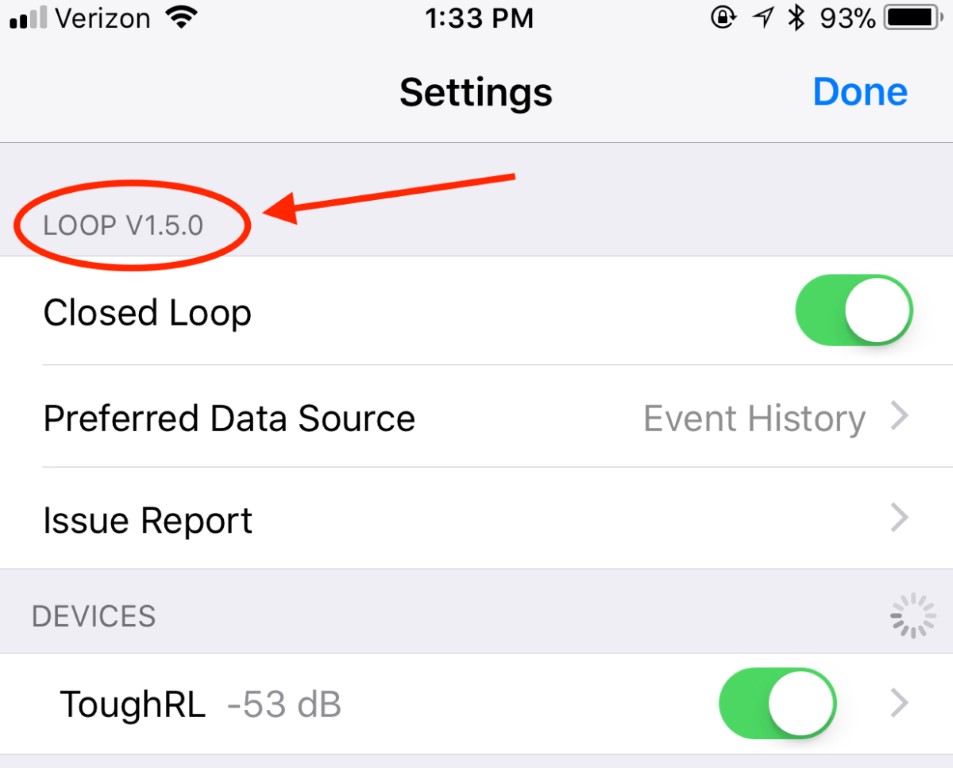 Verizon 1:33 PM 93%
Settings Done
LOOP V1.5.0
Closed Loop
Preferred Data Source Event History
Issue Report
DEVICES
ToughRL -53 dB